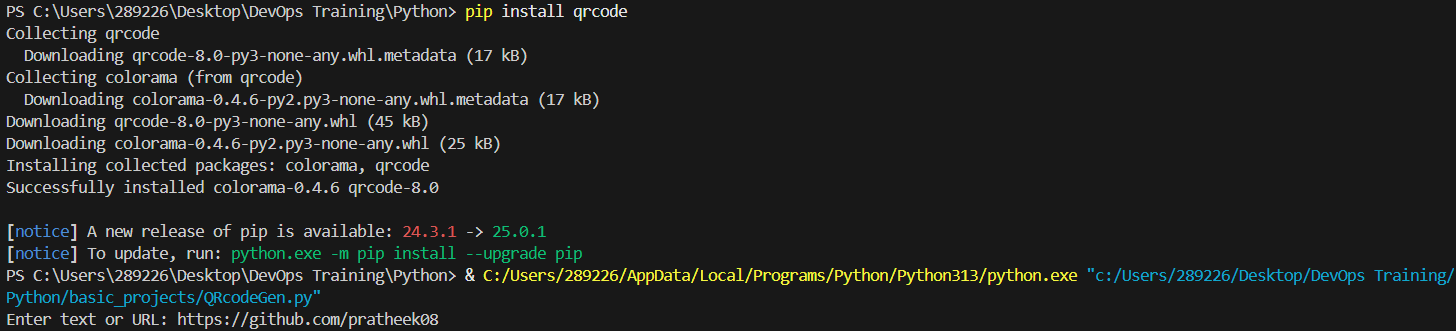 PS C:\Users\289226\Desktop\DevOps Training\Python> pip install qrcode
Collecting qrcode
  Downloading qrcode-8.0-py3-none-any.whl.metadata (17 kB)
Collecting colorama (from qrcode)
  Downloading colorama-0.4.6-py2.py3-none-any.whl.metadata (17 kB)
Downloading qrcode-8.0-py3-none-any.whl (45 kB)
Downloading colorama-0.4.6-py2.py3-none-any.whl (25 kB)
Installing collected packages: colorama, qrcode
Successfully installed colorama-0.4.6 qrcode-8.0

[notice] A new release of pip is available: 24.3.1 -> 25.0.1
[notice] To update, run: python.exe -m pip install --upgrade pip
PS C:\Users\289226\Desktop\DevOps Training\Python> & C:/Users/289226/AppData/Local/Programs/Python/Python313/python.exe "c:/Users/289226/Desktop/DevOps Training/
Python/basic_projects/QRcodeGen.py"
Enter text or URL: https://github.com/pratheek08